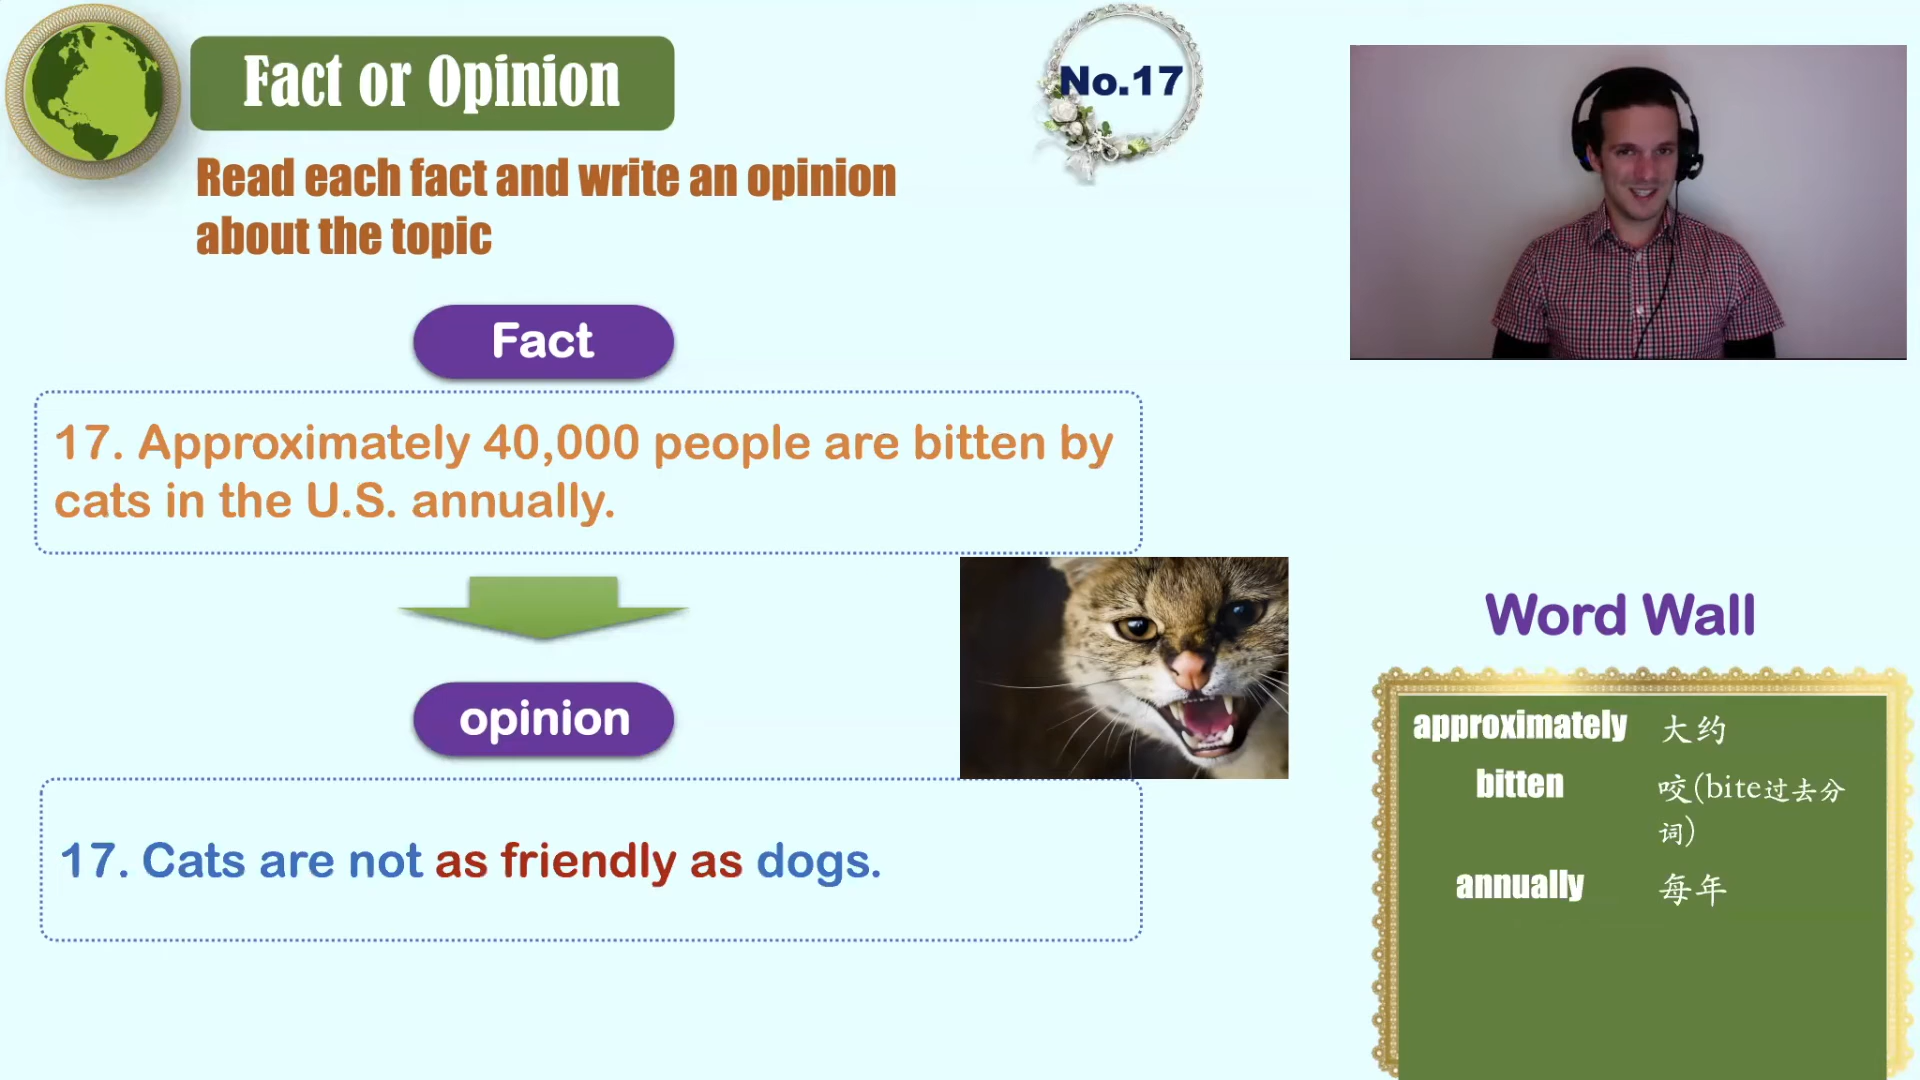 Fact or Opinion
No.17
Read each fact and write an opinion
about the topic
Fact
17. Approximately 40,000 people are bitten by
cats in the U.S. annually.
opinion
17. Cats are not as friendly as dogs.
Word Wall
approximately 大约
bitten 咬(bite过去分
词)
annually 每年